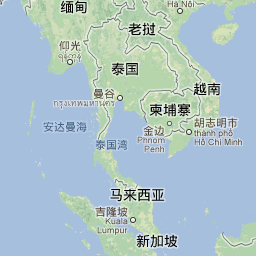 缅甸
Hà Nội
老挝
仰光
泰国
曼谷
กรุงเทพมหานคร
越南
柬埔寨
金边
Phnom
Penh
胡志明市
thành phố
Hồ Chí Minh
安达曼海
泰国湾
马来西亚
吉隆坡
Kuala
Lumpur
新加坡